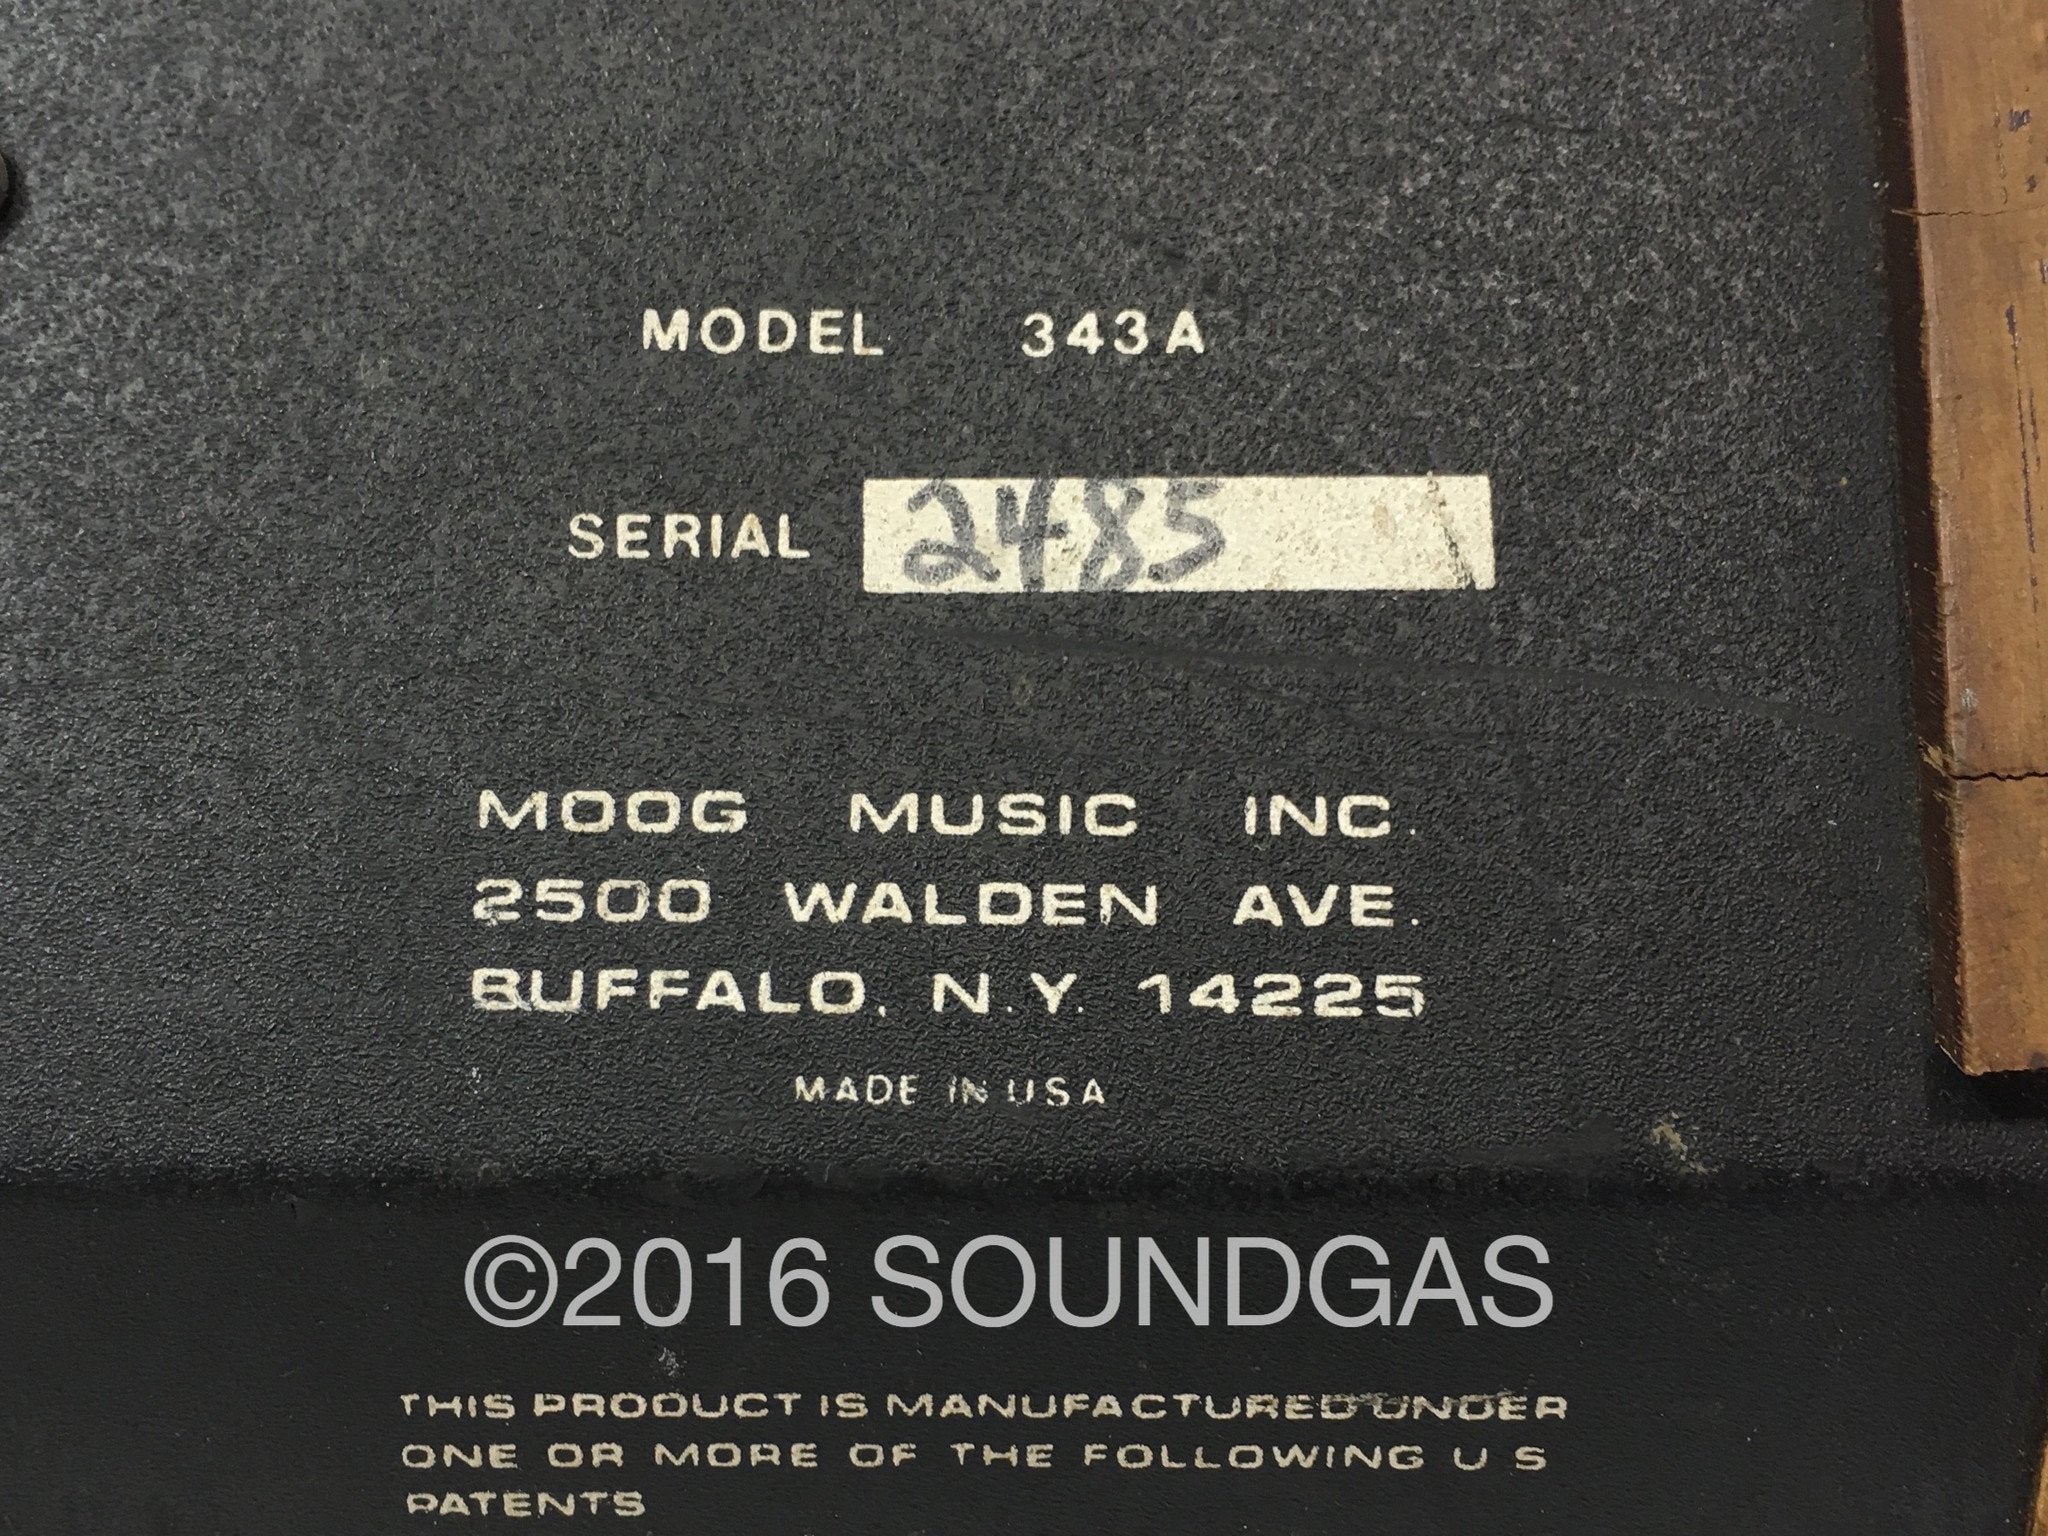 MODEL 343A
SERIAL 2485
MOOG MUSIC INC.
2500 WALDEN AVE.
BUFFALO, N.Y. 14225
MADE IN USA
©2016 SOUNDGAS
THIS PRODUCT IS MANUFACTURED UNDER
ONE OR MORE OF THE FOLLOWING U S
PATENTS